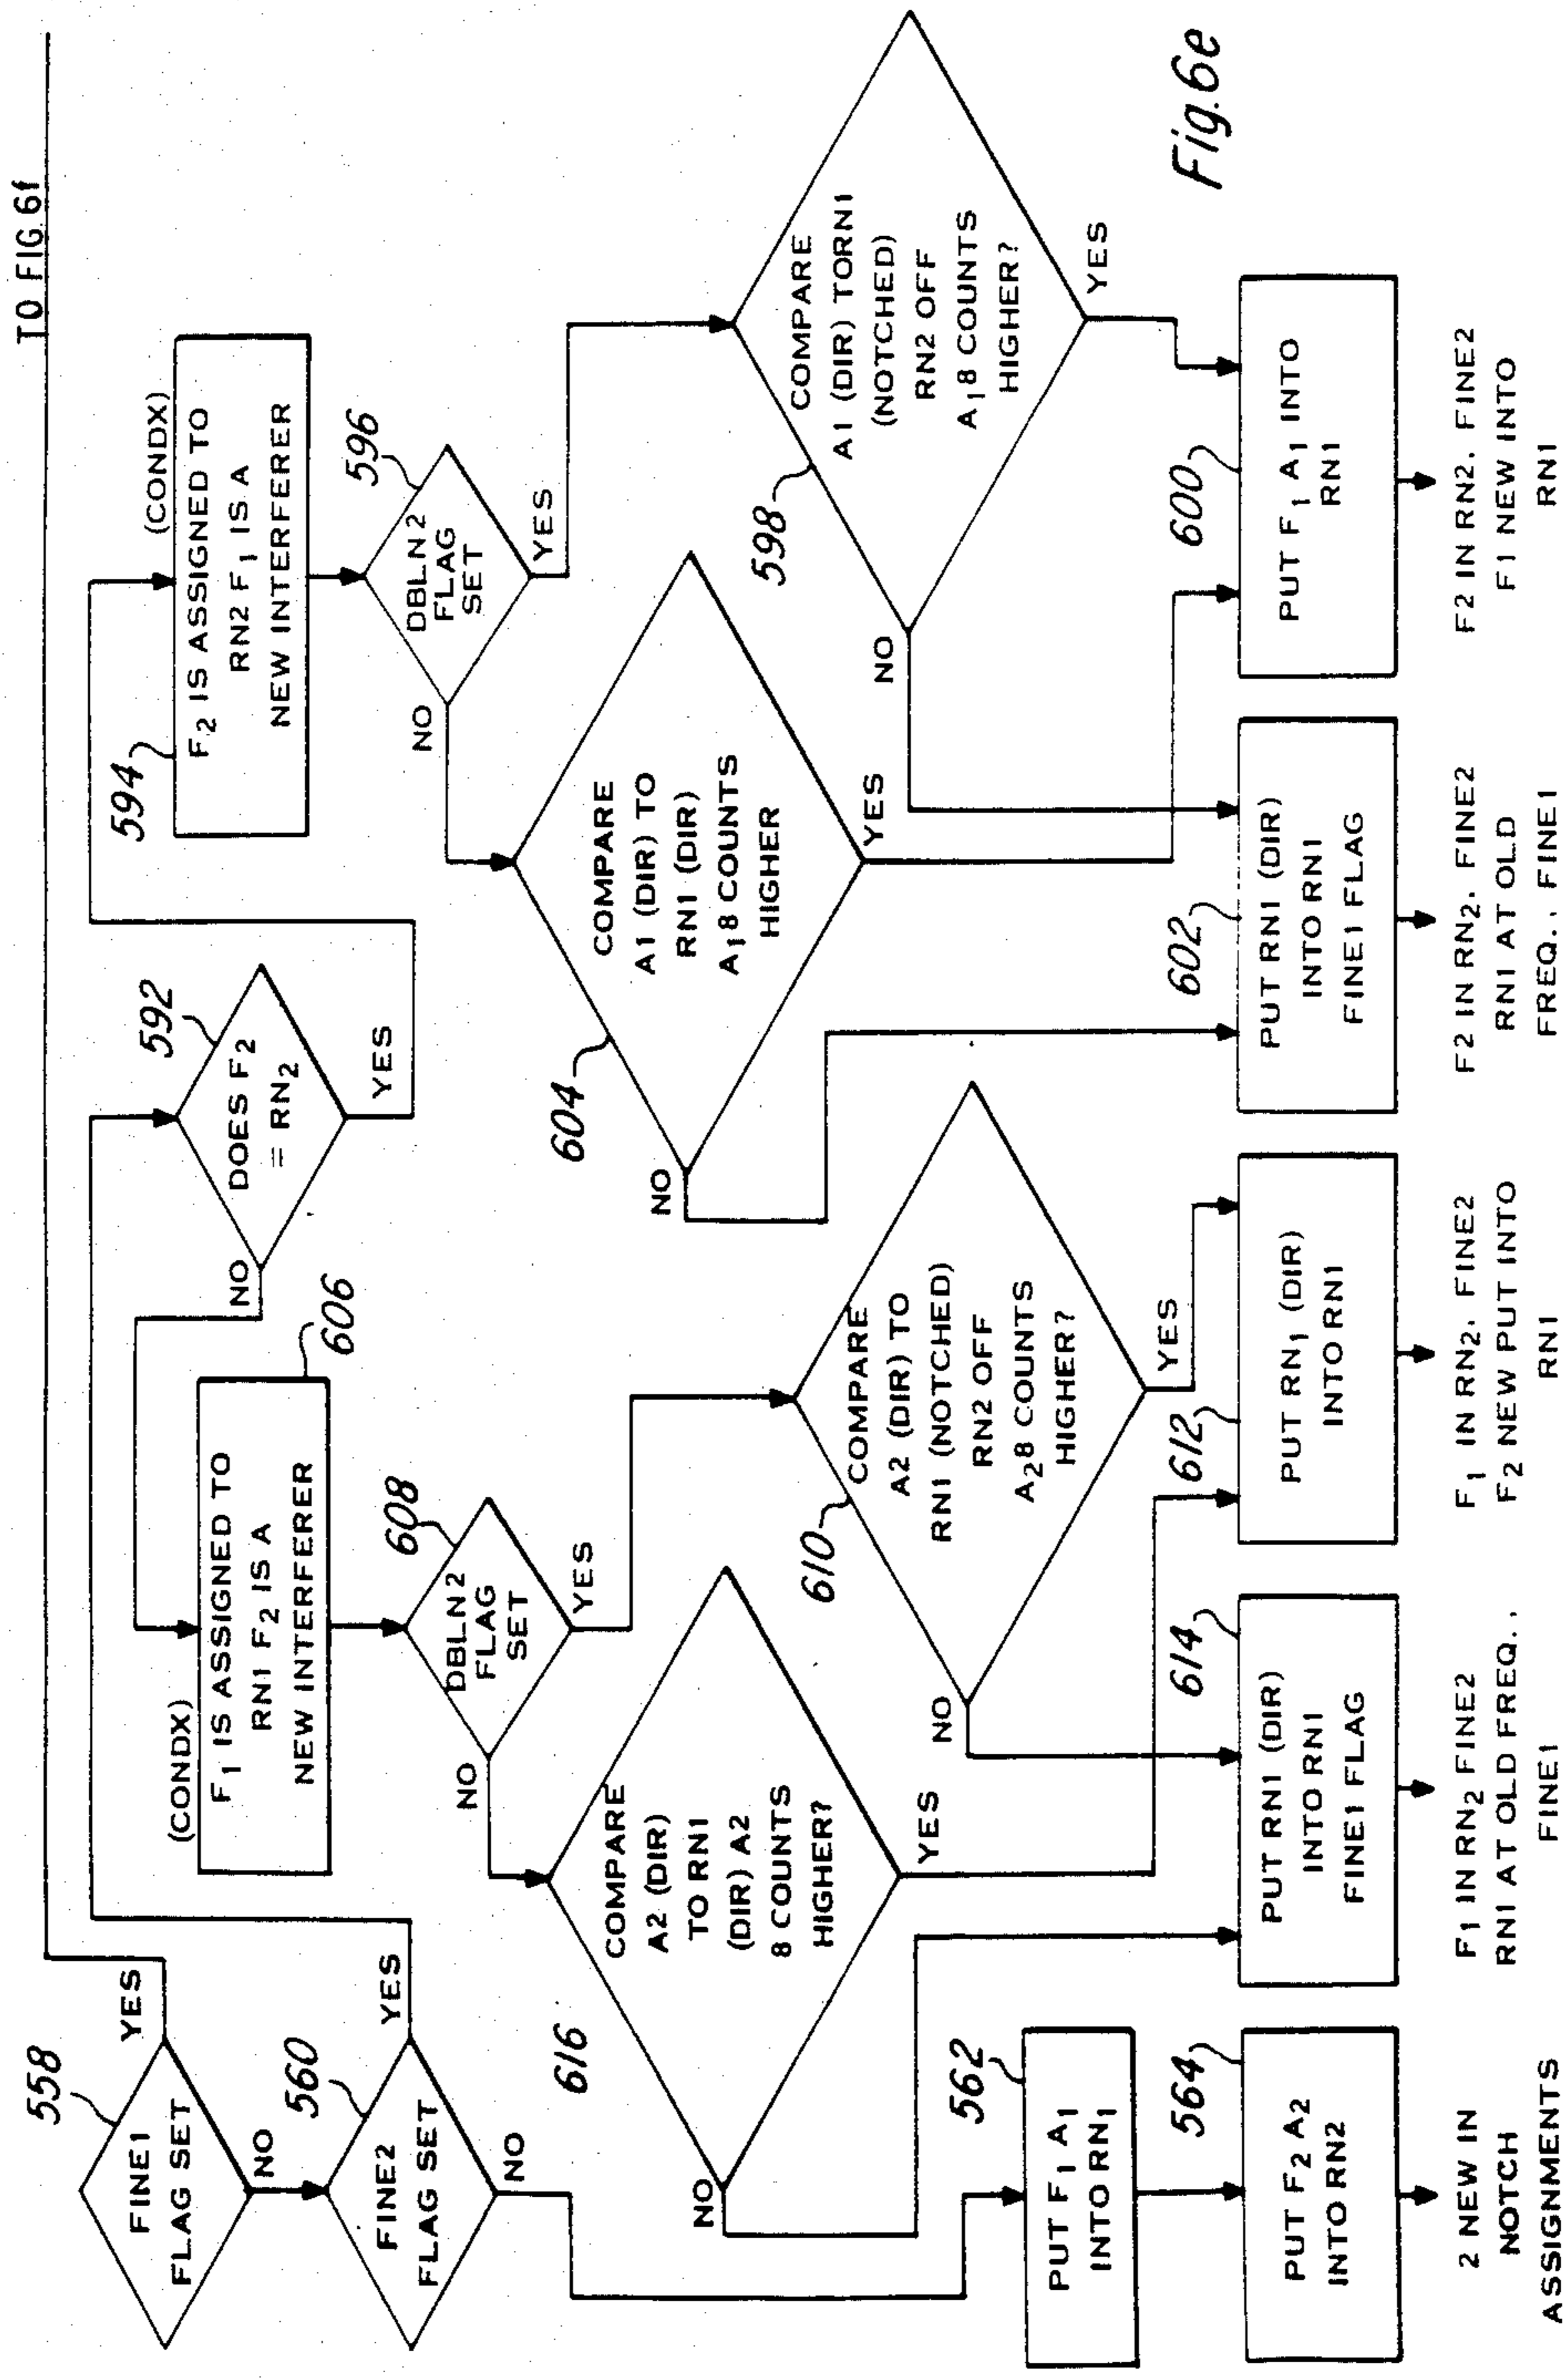 TO FIG.6f
558
FINE1
FLAG SET
YES
NO
560
FINE2
FLAG SET
YES
NO
592
DOES F2
= RN2
YES
NO
594
(CONDX)
F2 IS ASSIGNED TO
RN2 F1 IS A
NEW INTERFERER
(CONDX)
F1 IS ASSIGNED TO
RN1 F2 IS A
NEW INTERFERER
606
596
DBLN2
FLAG
SET
YES
NO
608
DBLN2
FLAG
SET
YES
NO
616
COMPARE
A2 (DIR)
TO RN1
(DIR) A2
8 COUNTS
HIGHER?
YES
NO
610
COMPARE
A2 (DIR) TO
RN1 (NOTCHED)
RN2 OFF
A28 COUNTS
HIGHER?
YES
NO
604
COMPARE
A1 (DIR) TO
RN1 (DIR)
A18 COUNTS
HIGHER
YES
NO
598
COMPARE
A1 (DIR) TORN1
(NOTCHED)
RN2 OFF
A18 COUNTS
HIGHER?
YES
NO
562
PUT F1 A1
INTO RN1
564
PUT F2 A2
INTO RN2
614
PUT RN1 (DIR)
INTO RN1
FINE1 FLAG
612
PUT RN1 (DIR)
INTO RN1
602
PUT RN1 (DIR)
INTO RN1
FINE1 FLAG
600
PUT F1 A1 INTO
RN1
2 NEW IN
NOTCH
ASSIGNMENTS
F1 IN RN2 FINE2
RN1 AT OLD FREQ.,
FINE1
F1 IN RN2. FINE2
F2 NEW PUT INTO
RN1
F2 IN RN2. FINE2
RN1 AT OLD
FREQ., FINE1
F2 IN RN2. FINE2
F1 NEW INTO
RN1
Fig.6e